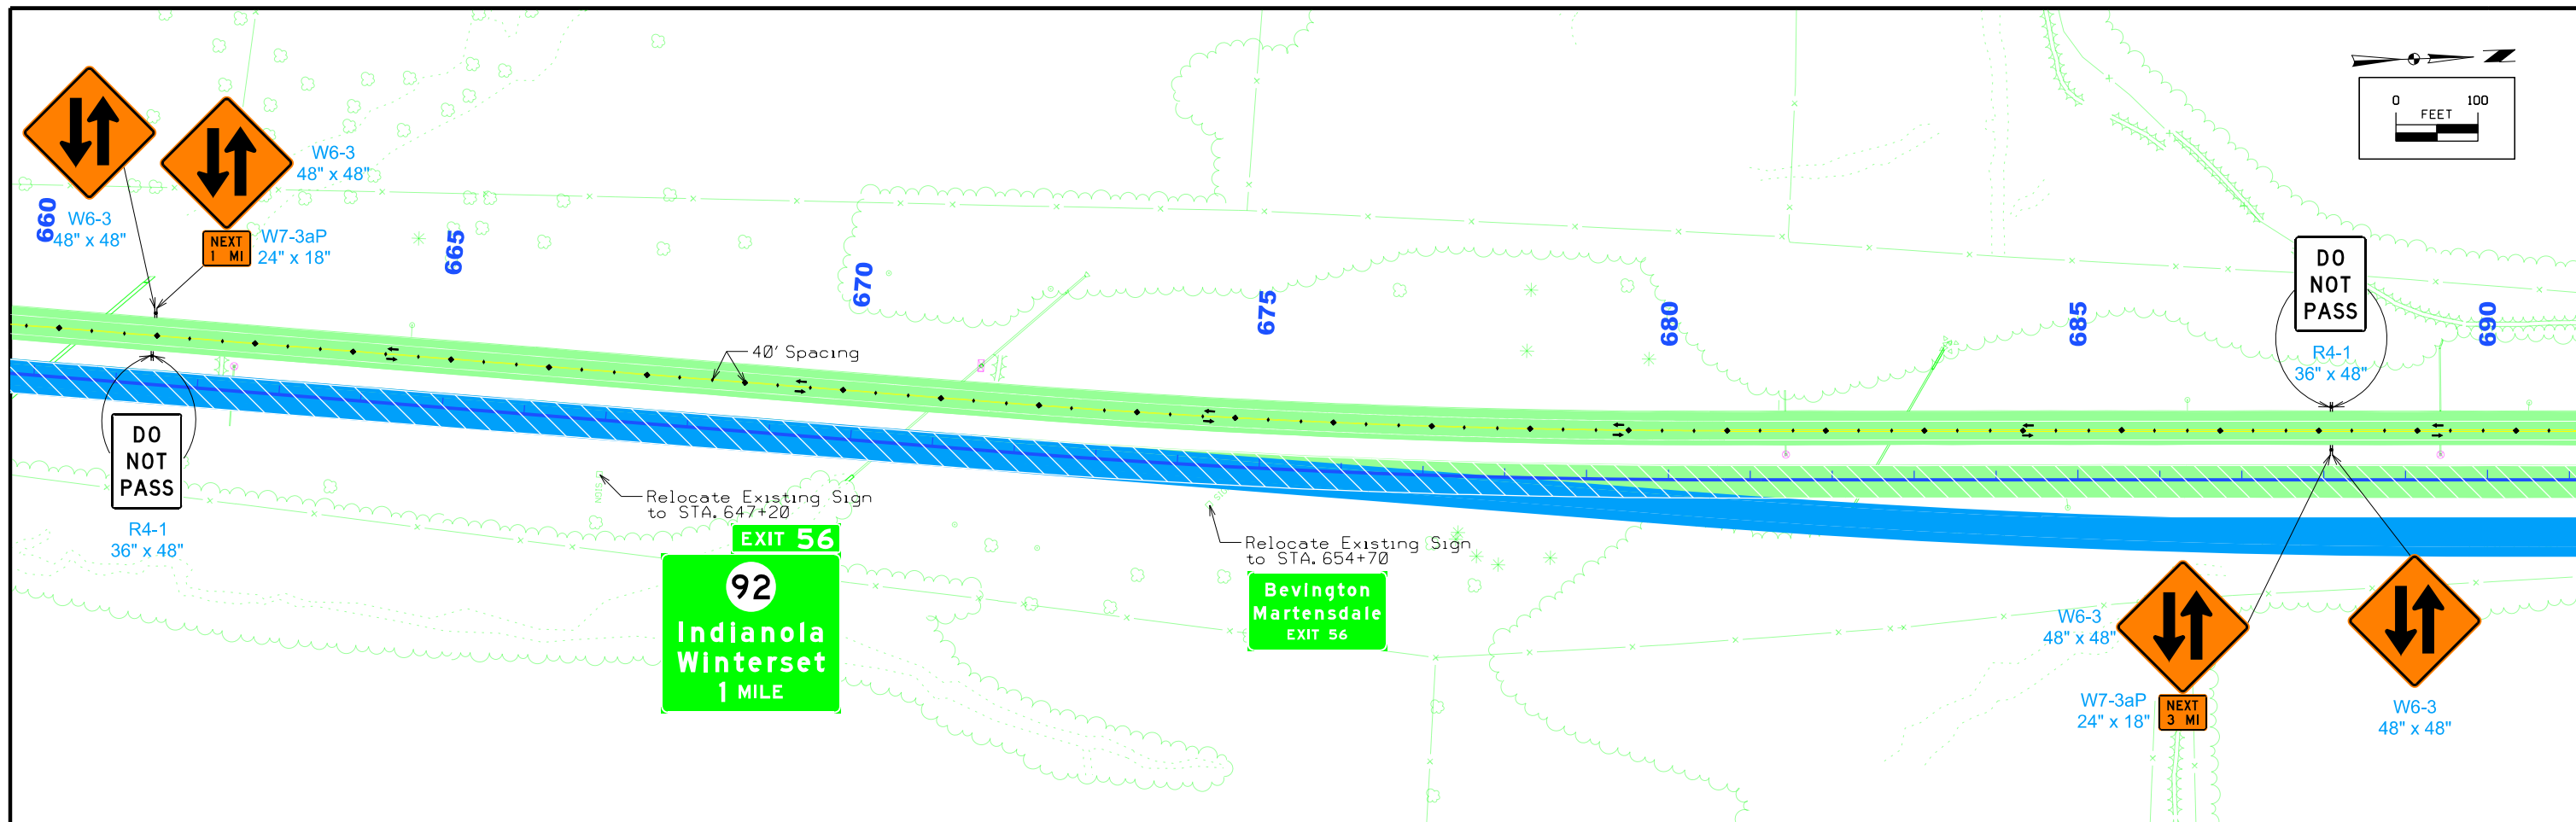 W6-3
48" x 48"
W6-3
48" x 48"
NEXT
1 MI
W7-3aP
24" x 18"
660
665
670
675
680
685
690
0 100
FEET
DO
NOT
PASS
R4-1
36" x 48"
40' Spacing
DO
NOT
PASS
R4-1
36" x 48"
Relocate Existing Sign
to STA. 647+20
EXIT 56
92
Indianola
Winterset
1 MILE
Relocate Existing Sign
to STA. 654+70
Bevington
Martensdale
EXIT 56
W6-3
48" x 48"
W7-3aP
24" x 18"
NEXT
3 MI
W6-3
48" x 48"